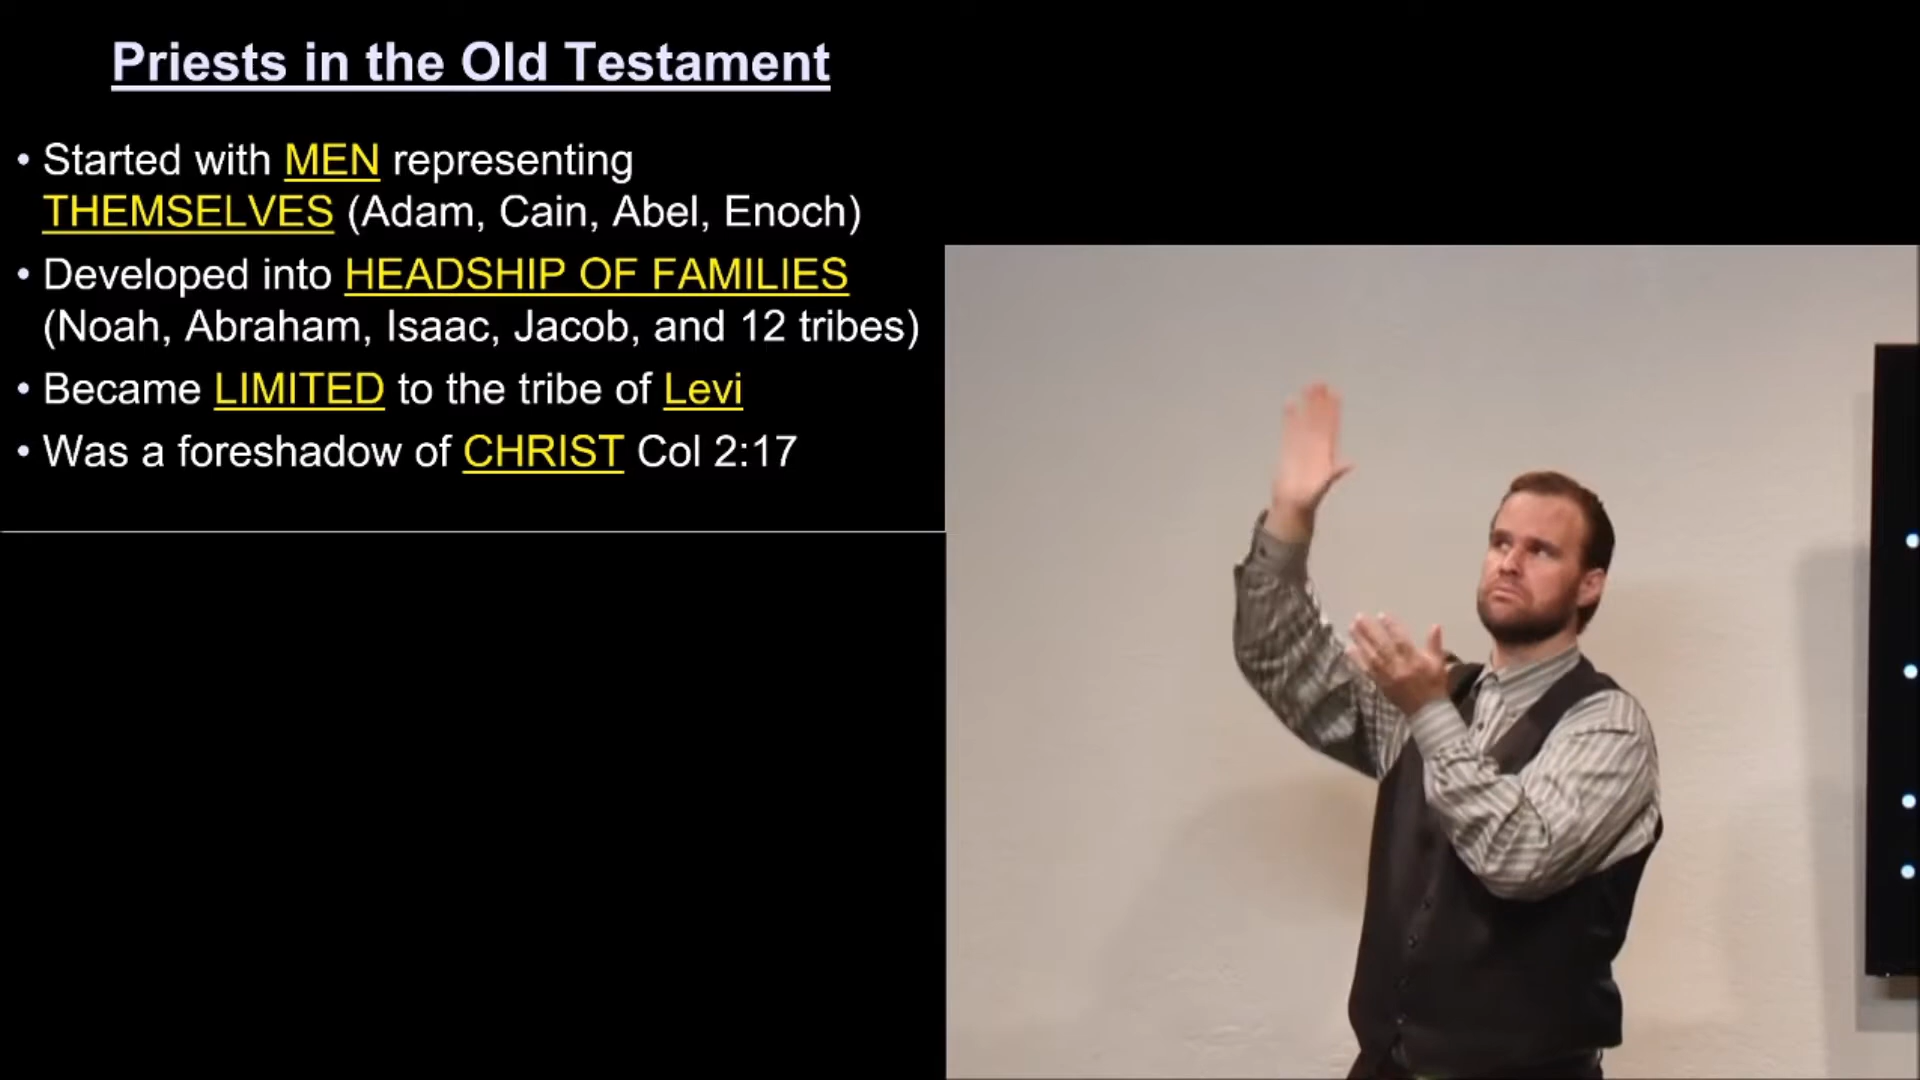 Priests in the Old Testament
• Started with MEN representing
THEMSELVES (Adam, Cain, Abel, Enoch)
• Developed into HEADSHIP OF FAMILIES
(Noah, Abraham, Isaac, Jacob, and 12 tribes)
• Became LIMITED to the tribe of Levi
• Was a foreshadow of CHRIST Col 2:17